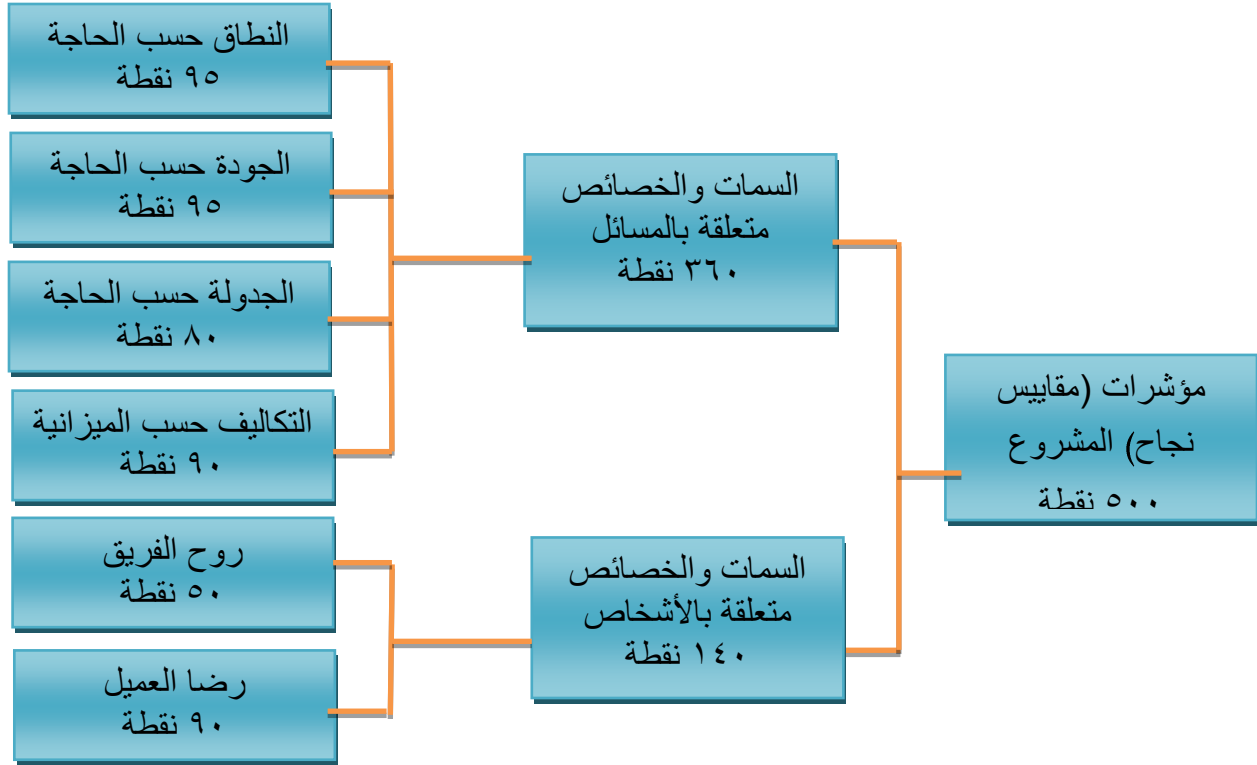 النطاق حسب الحاجة
٩٥ نقطة
الجودة حسب الحاجة
٩٥ نقطة
الجدولة حسب الحاجة
٨٠ نقطة
التكاليف حسب الميزانية
٩٠ نقطة
روح الفريق
٥٠ نقطة
رضا العميل
٩٠ نقطة
السمات والخصائص
متعلقة بالمسائل
٣٦٠ نقطة
السمات والخصائص
متعلقة بالأشخاص
١٤٠ نقطة
مؤشرات (مقاييس
نجاح) المشروع
٥٠٠ نقطة